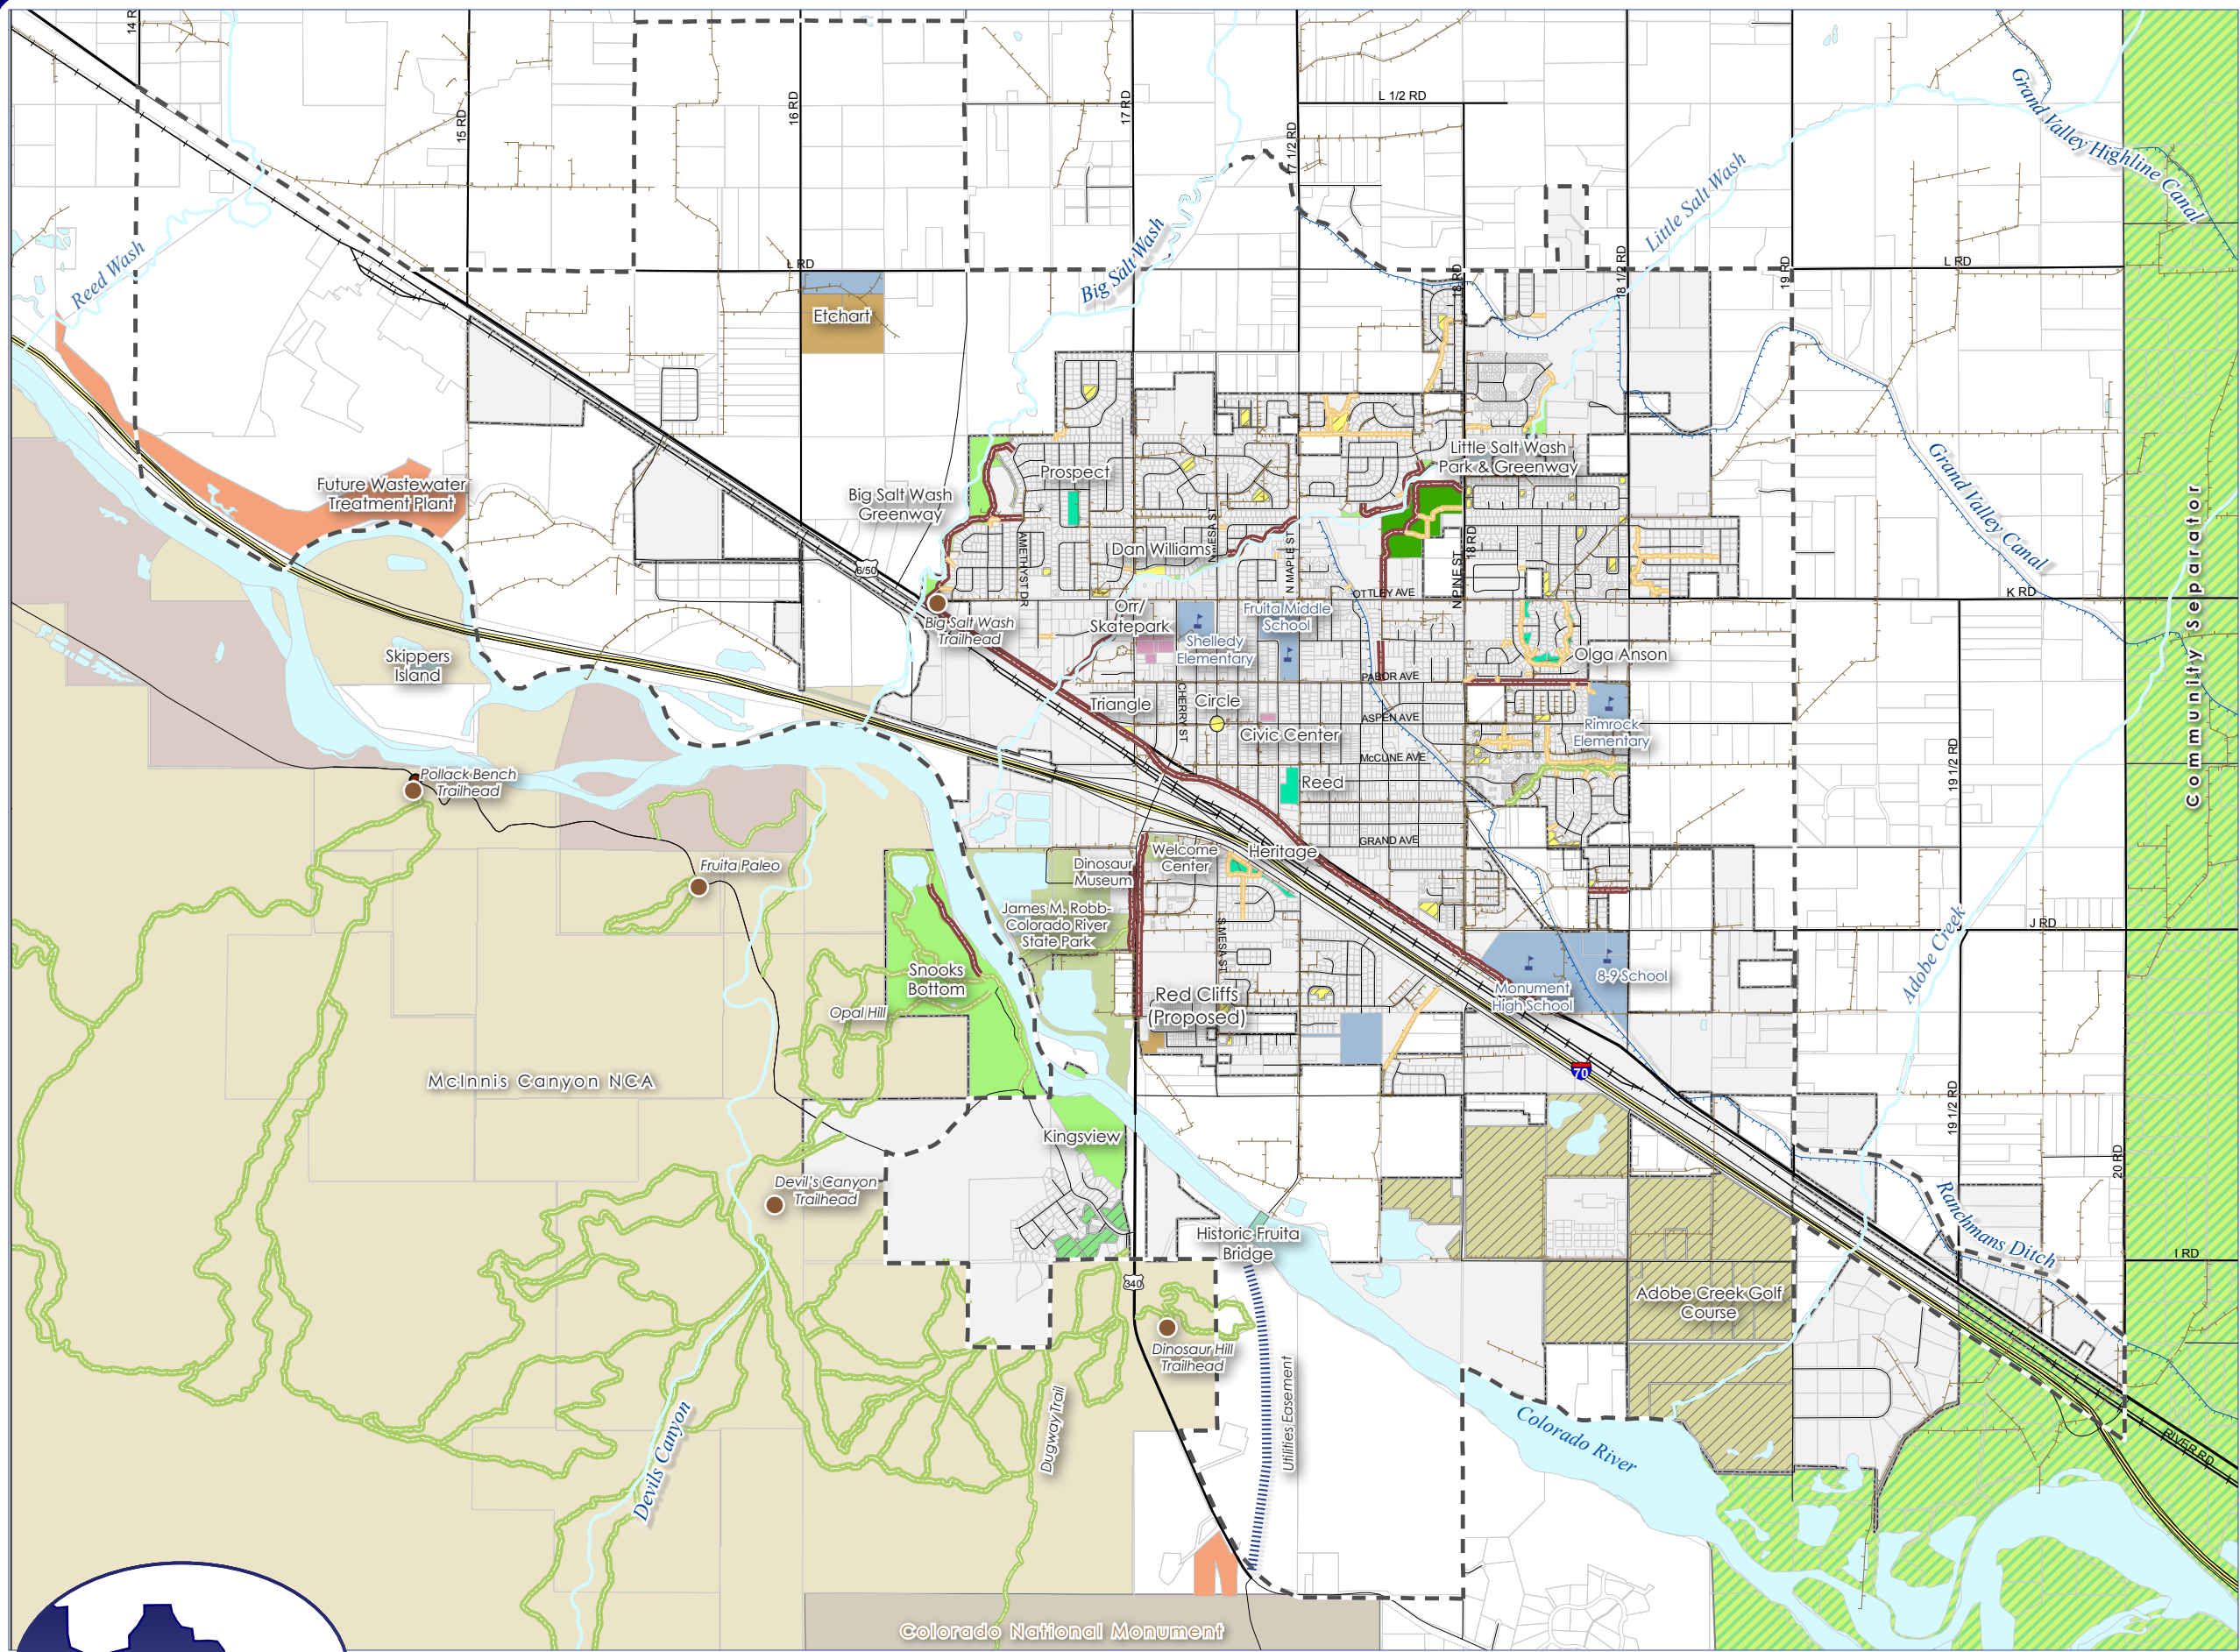 14 R
15 RD
16 RD
17 RD
17 1/2 RD
L 1/2 RD
Grand Valley Highline Canal
Little Salt Wash
Reed Wash
Big Salt Wash
L RD
18 RD
18 1/2 RD
19 RD
L RD
Etchart
Grand Valley Canal
Future Wastewater
Treatment Plant
Big Salt Wash
Greenway
Prospect
Little Salt Wash
Park & Greenway
Community Separator
AMETHYST DR
Dan Williams
MESA ST
N MAPLE ST
N PINE ST
18 RD
6/50
OTTLEY AVE
K RD
Big Salt Wash
Trailhead
Orr/
Skatepark
Shelledy
Elementary
Fruita Middle
School
Skippers
Island
Olga Anson
PABOR AVE
Triangle
CHERRY ST
Circle
ASPEN AVE
Civic Center
Rimrock
Elementary
McCUNE AVE
Pollack Bench
Trailhead
Reed
19 1/2 RD
GRAND AVE
Fruita Paleo
Dinosaur
Museum
Welcome
Center
Heritage
James M. Robb-
Colorado River
State Park
S MESA ST
J RD
Adobe Creek
Snooks
Bottom
Opal Hill
Red Cliffs
(Proposed)
Monument
High School
8-9 School
70
McInnis Canyon NCA
Kingsview
19 1/2 RD
20 RD
Devil's Canyon
Trailhead
Ranchmans Ditch
Historic Fruita
Bridge
I RD
340
Adobe Creek Golf
Course
Dinosaur Hill
Trailhead
Utilities Easement
Dugway Trail
Devils Canyon
Colorado River
RIVER RD
Colorado National Monument